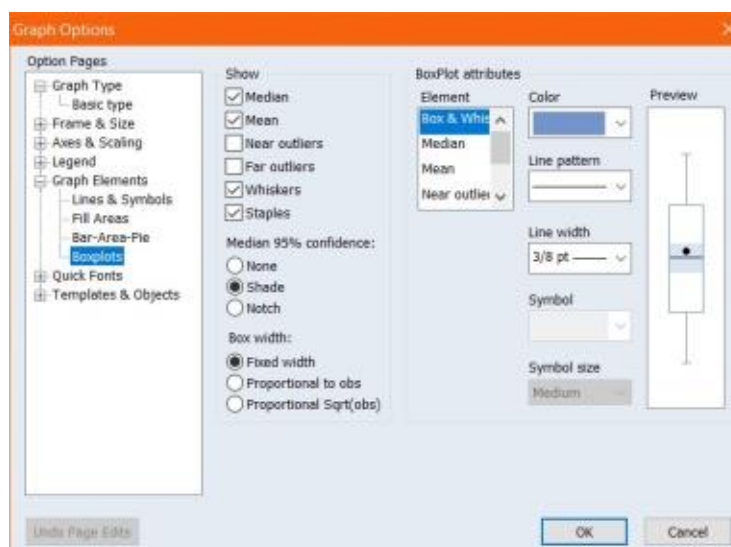 Graph Options
Option Pages
Graph Type
Basic type
Frame & Size
Axes & Scaling
Legend
Graph Elements
Lines & Symbols
Fill Areas
Bar-Area-Pie
Boxplots
Quick Fonts
Templates & Objects
Show
Median
Mean
Near outliers
Far outliers
Whiskers
Staples
Median 95% confidence:
None
Shade
Notch
Box width:
Fixed width
Proportional to obs
Proportional Sqrt(obs)
BoxPlot attributes
Element
Box & Whis
Median
Mean
Near outlier
Color
Line pattern
Line width
3/8 pt
Symbol
Symbol size
Medium
Preview
Undo Page Edits
OK
Cancel